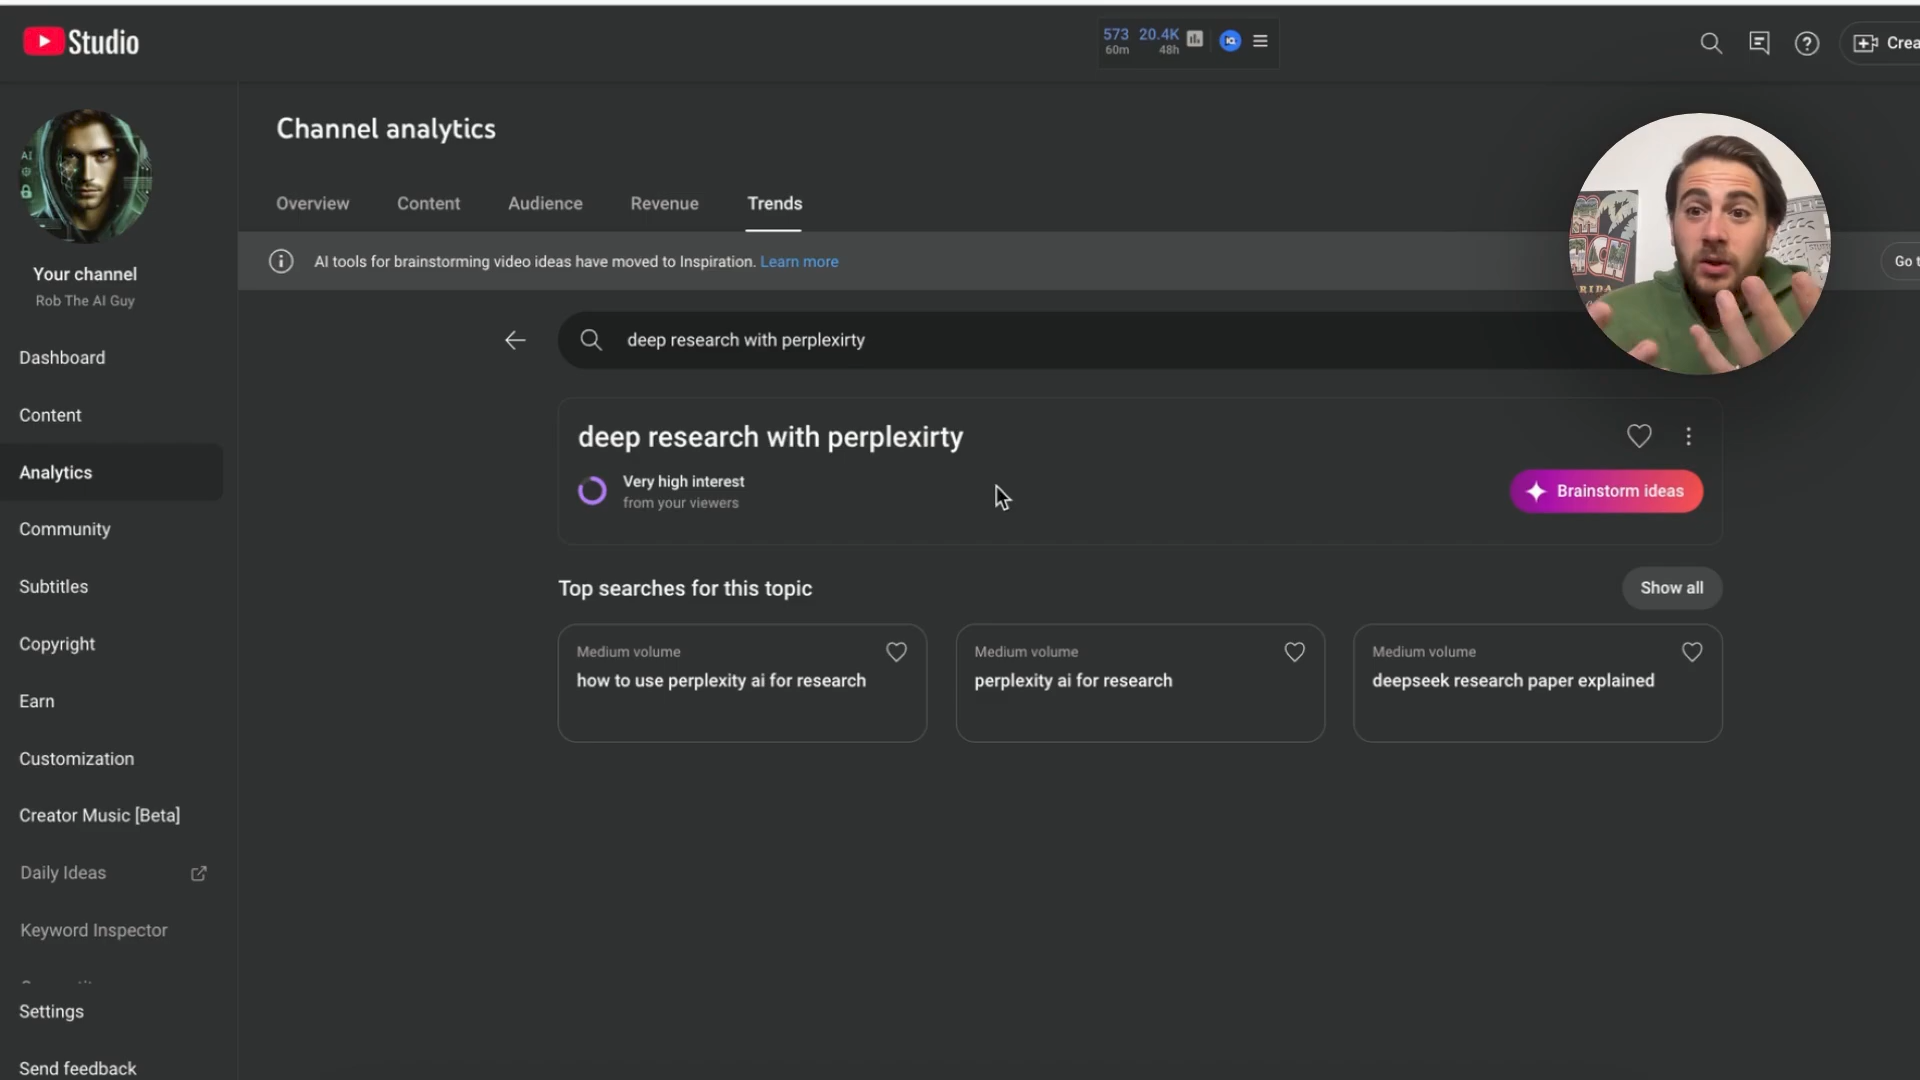 Studio
573 20.4K
60m 48h
Crea
Channel analytics
Overview Content Audience Revenue Trends
AI tools for brainstorming video ideas have moved to Inspiration. Learn more
Go t
Your channel
Rob The AI Guy
Dashboard
Content
Analytics
Community
Subtitles
Copyright
Earn
Customization
Creator Music [Beta]
Daily Ideas
Keyword Inspector
Settings
Send feedback
deep research with perplexirty
deep research with perplexirty
Very high interest
from your viewers
Brainstorm ideas
Top searches for this topic
Show all
Medium volume
how to use perplexity ai for research
Medium volume
perplexity ai for research
Medium volume
deepseek research paper explained